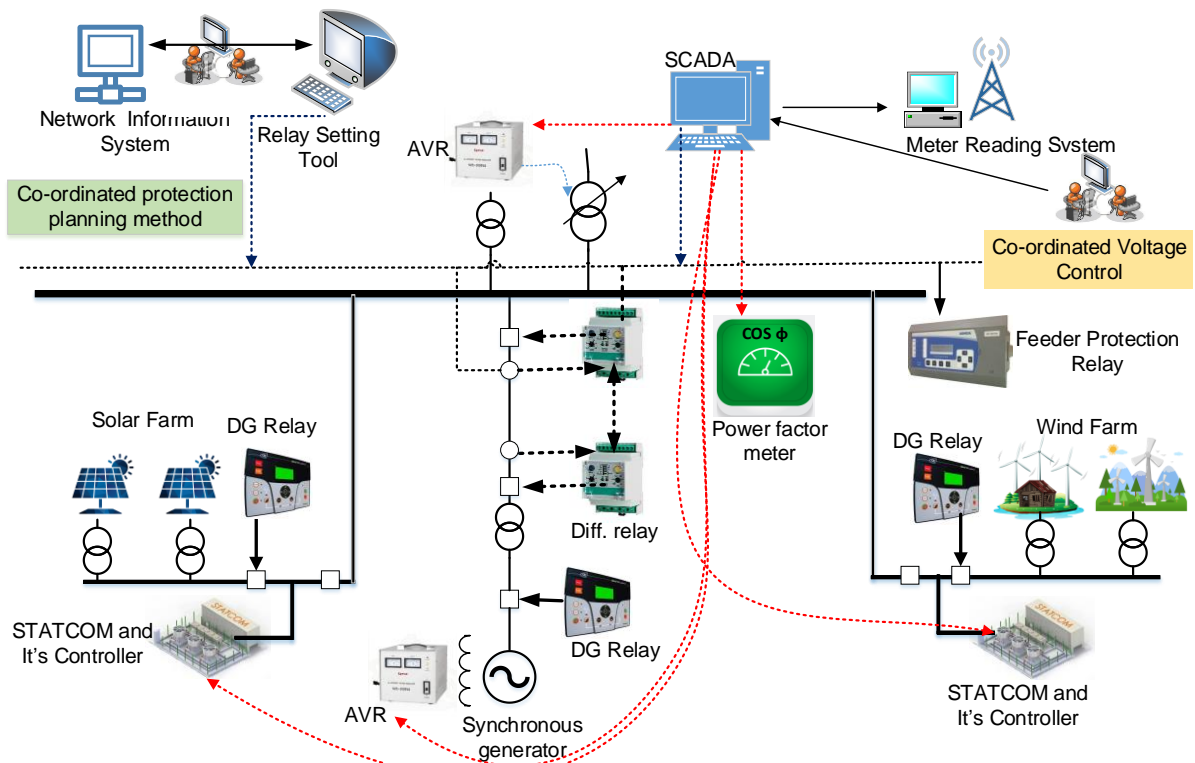 SCADA
Network Information
System
Relay Setting
Tool
AVR
Meter Reading System
Co-ordinated protection
planning method
Co-ordinated Voltage
Control
COS ϕ
Feeder Protection
Relay
Solar Farm
DG Relay
Power factor
meter
DG Relay
Wind Farm
Diff. relay
STATCOM
STATCOM and
It's Controller
DG Relay
STATCOM
STATCOM and
It's Controller
AVR
Synchronous
generator